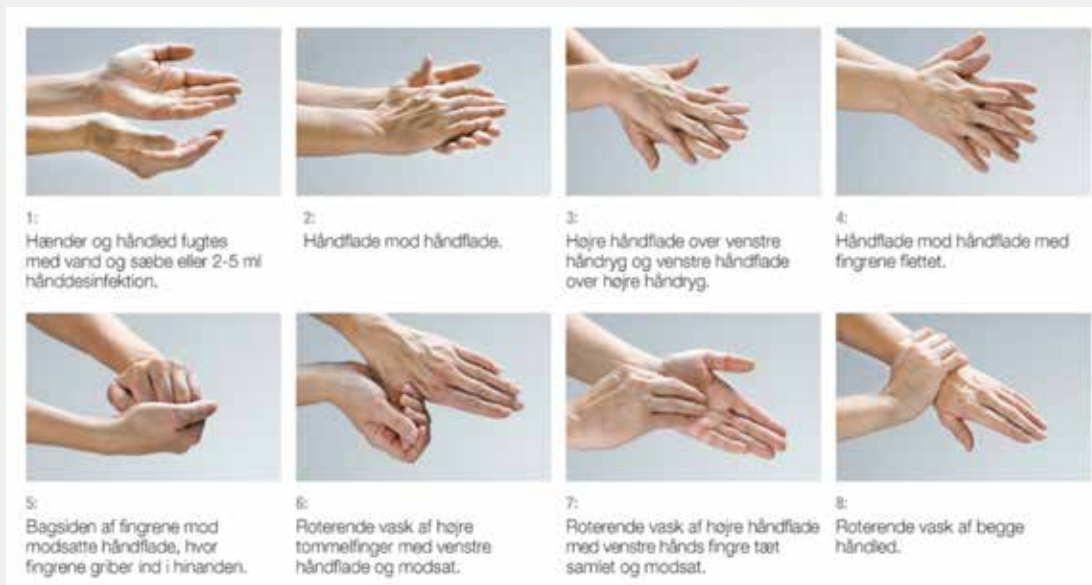 1:
Hænder og håndled fugtes
med vand og sæbe eller 2-5 ml
hånddesinfektion.
2:
Håndflade mod håndflade.
3:
Højre håndflade over venstre
håndryg og venstre håndflade
over højre håndryg.
4:
Håndflade mod håndflade med
fingrene flettet.
5:
Bagsiden af fingrene mod
modsatte håndflade, hvor
fingrene griber ind i hinanden.
6:
Roterende vask af højre
tommelfinger med venstre
håndflade og modsat.
7:
Roterende vask af højre håndflade
med venstre hånds fingre tæt
samlet og modsat.
8:
Roterende vask af begge
håndled.